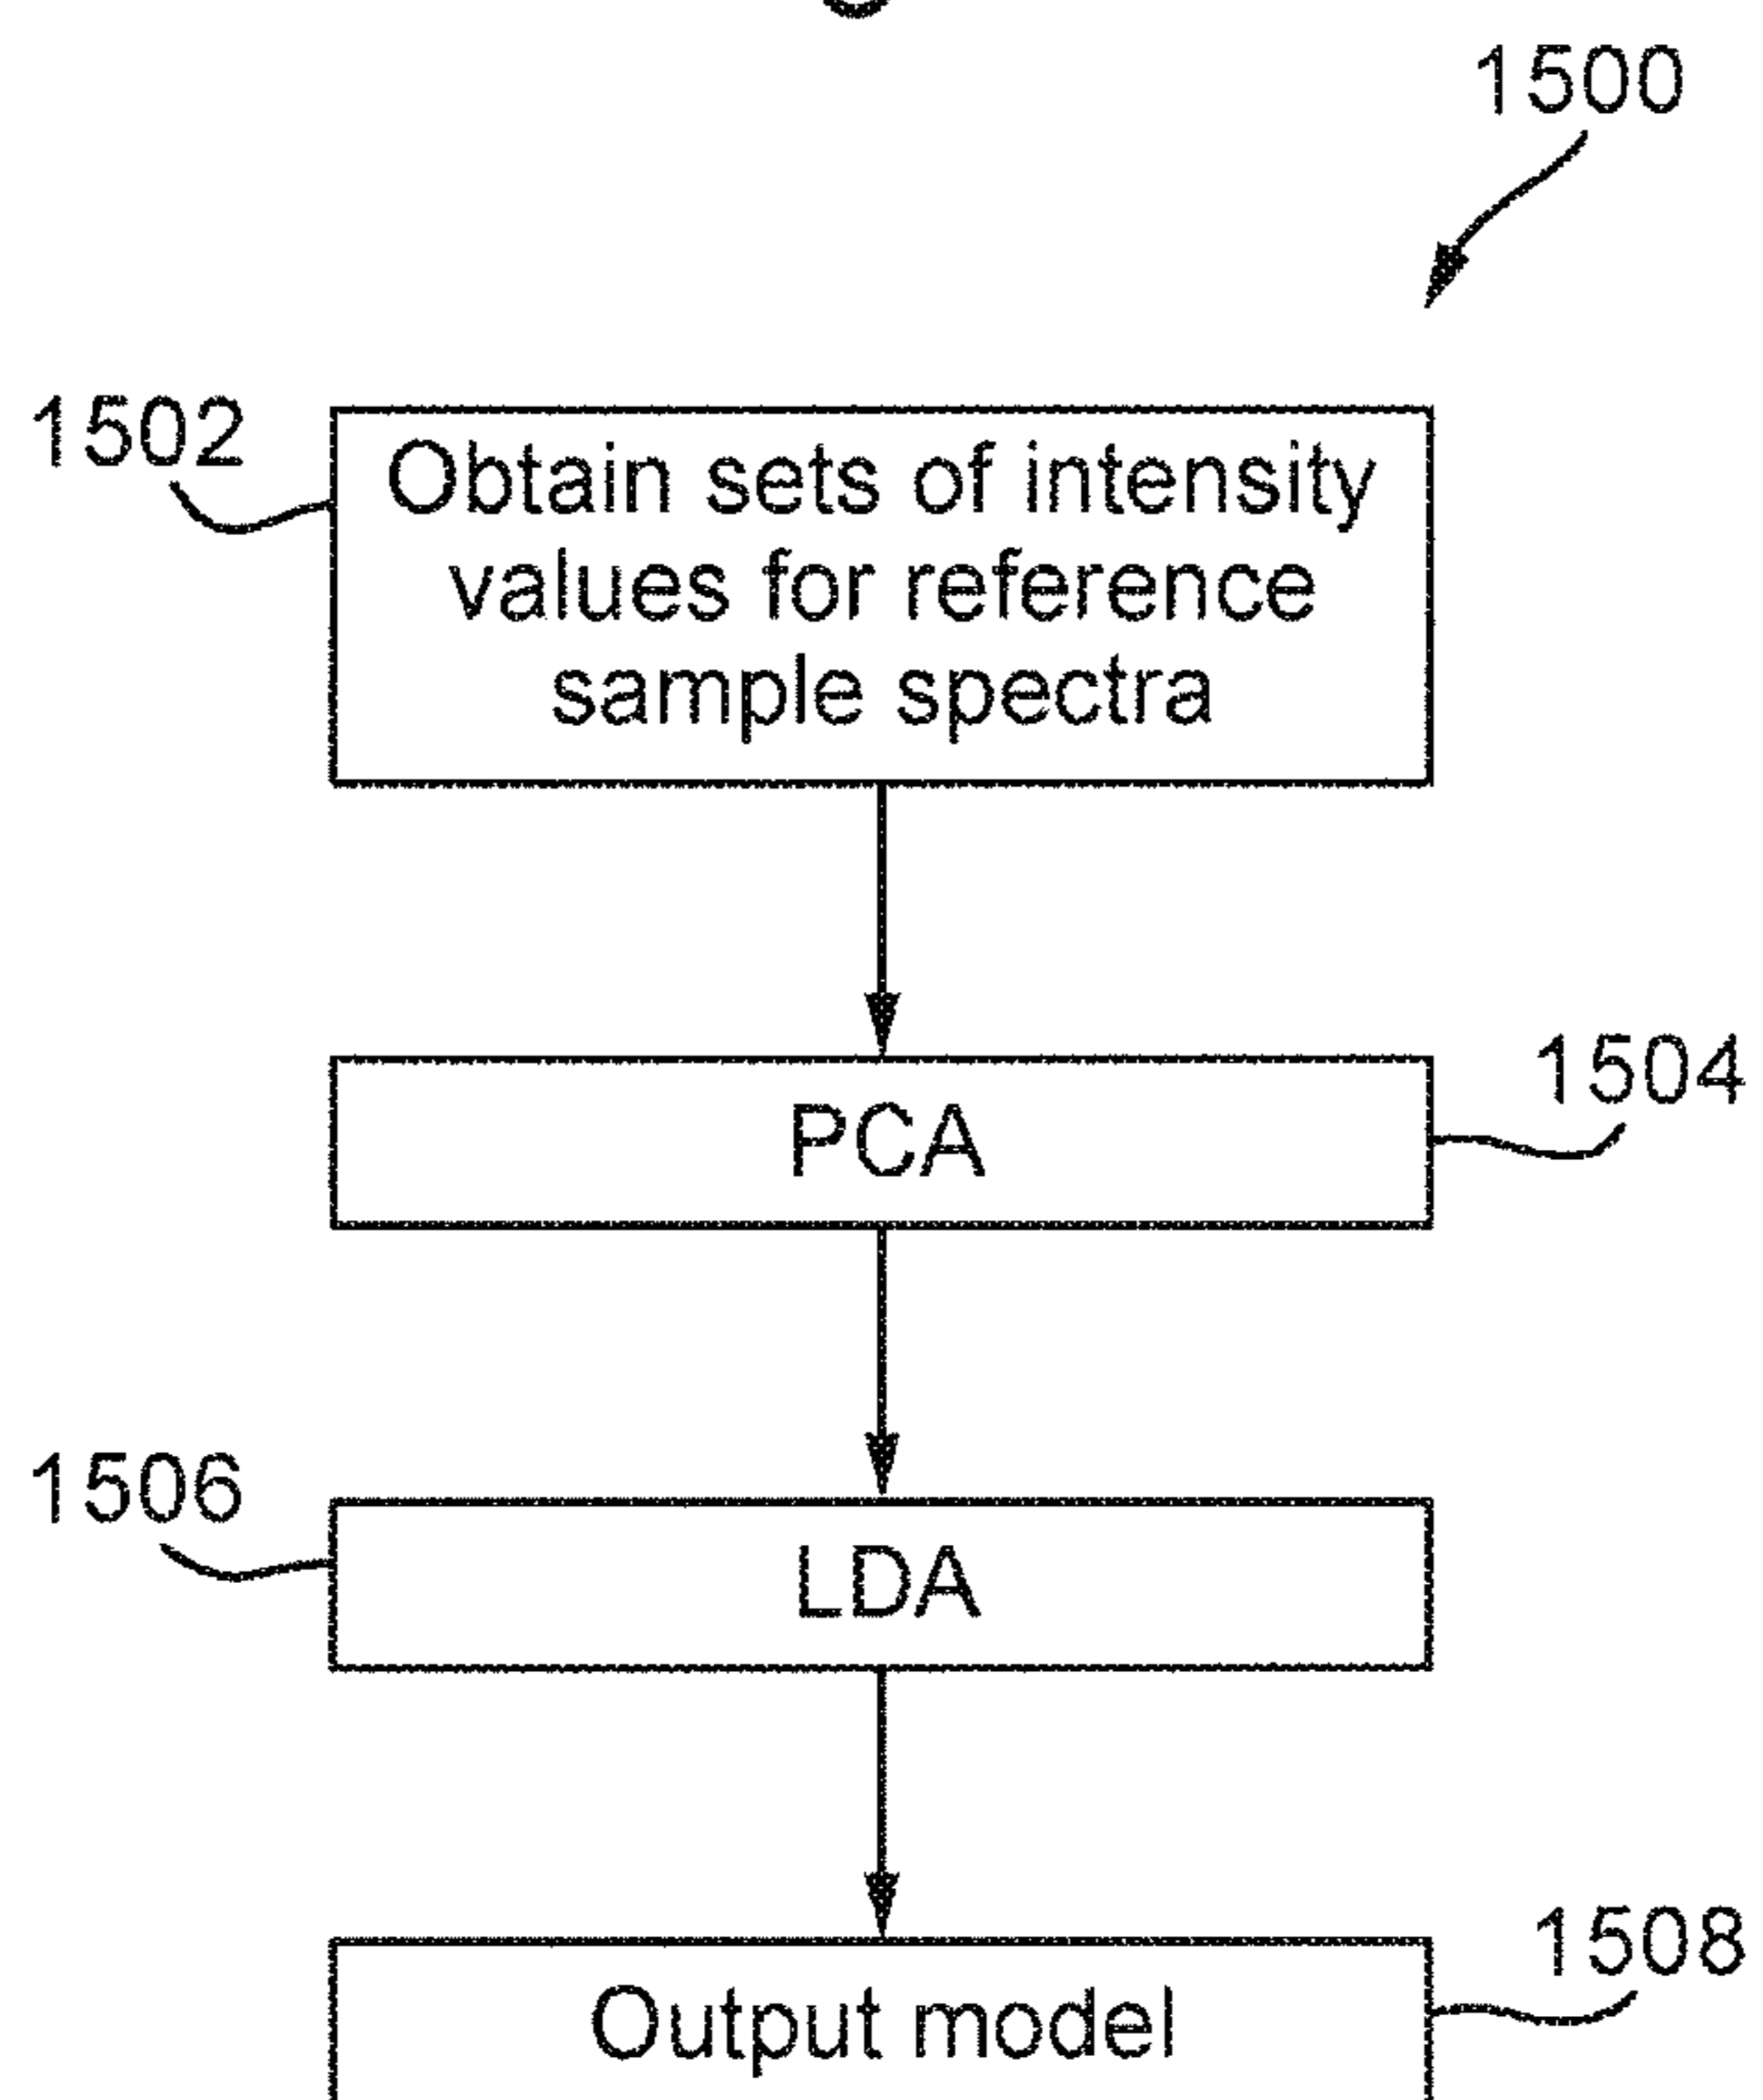 1500
1502
Obtain sets of intensity
values for reference
sample spectra
1504
PCA
1506
LDA
1508
Output model